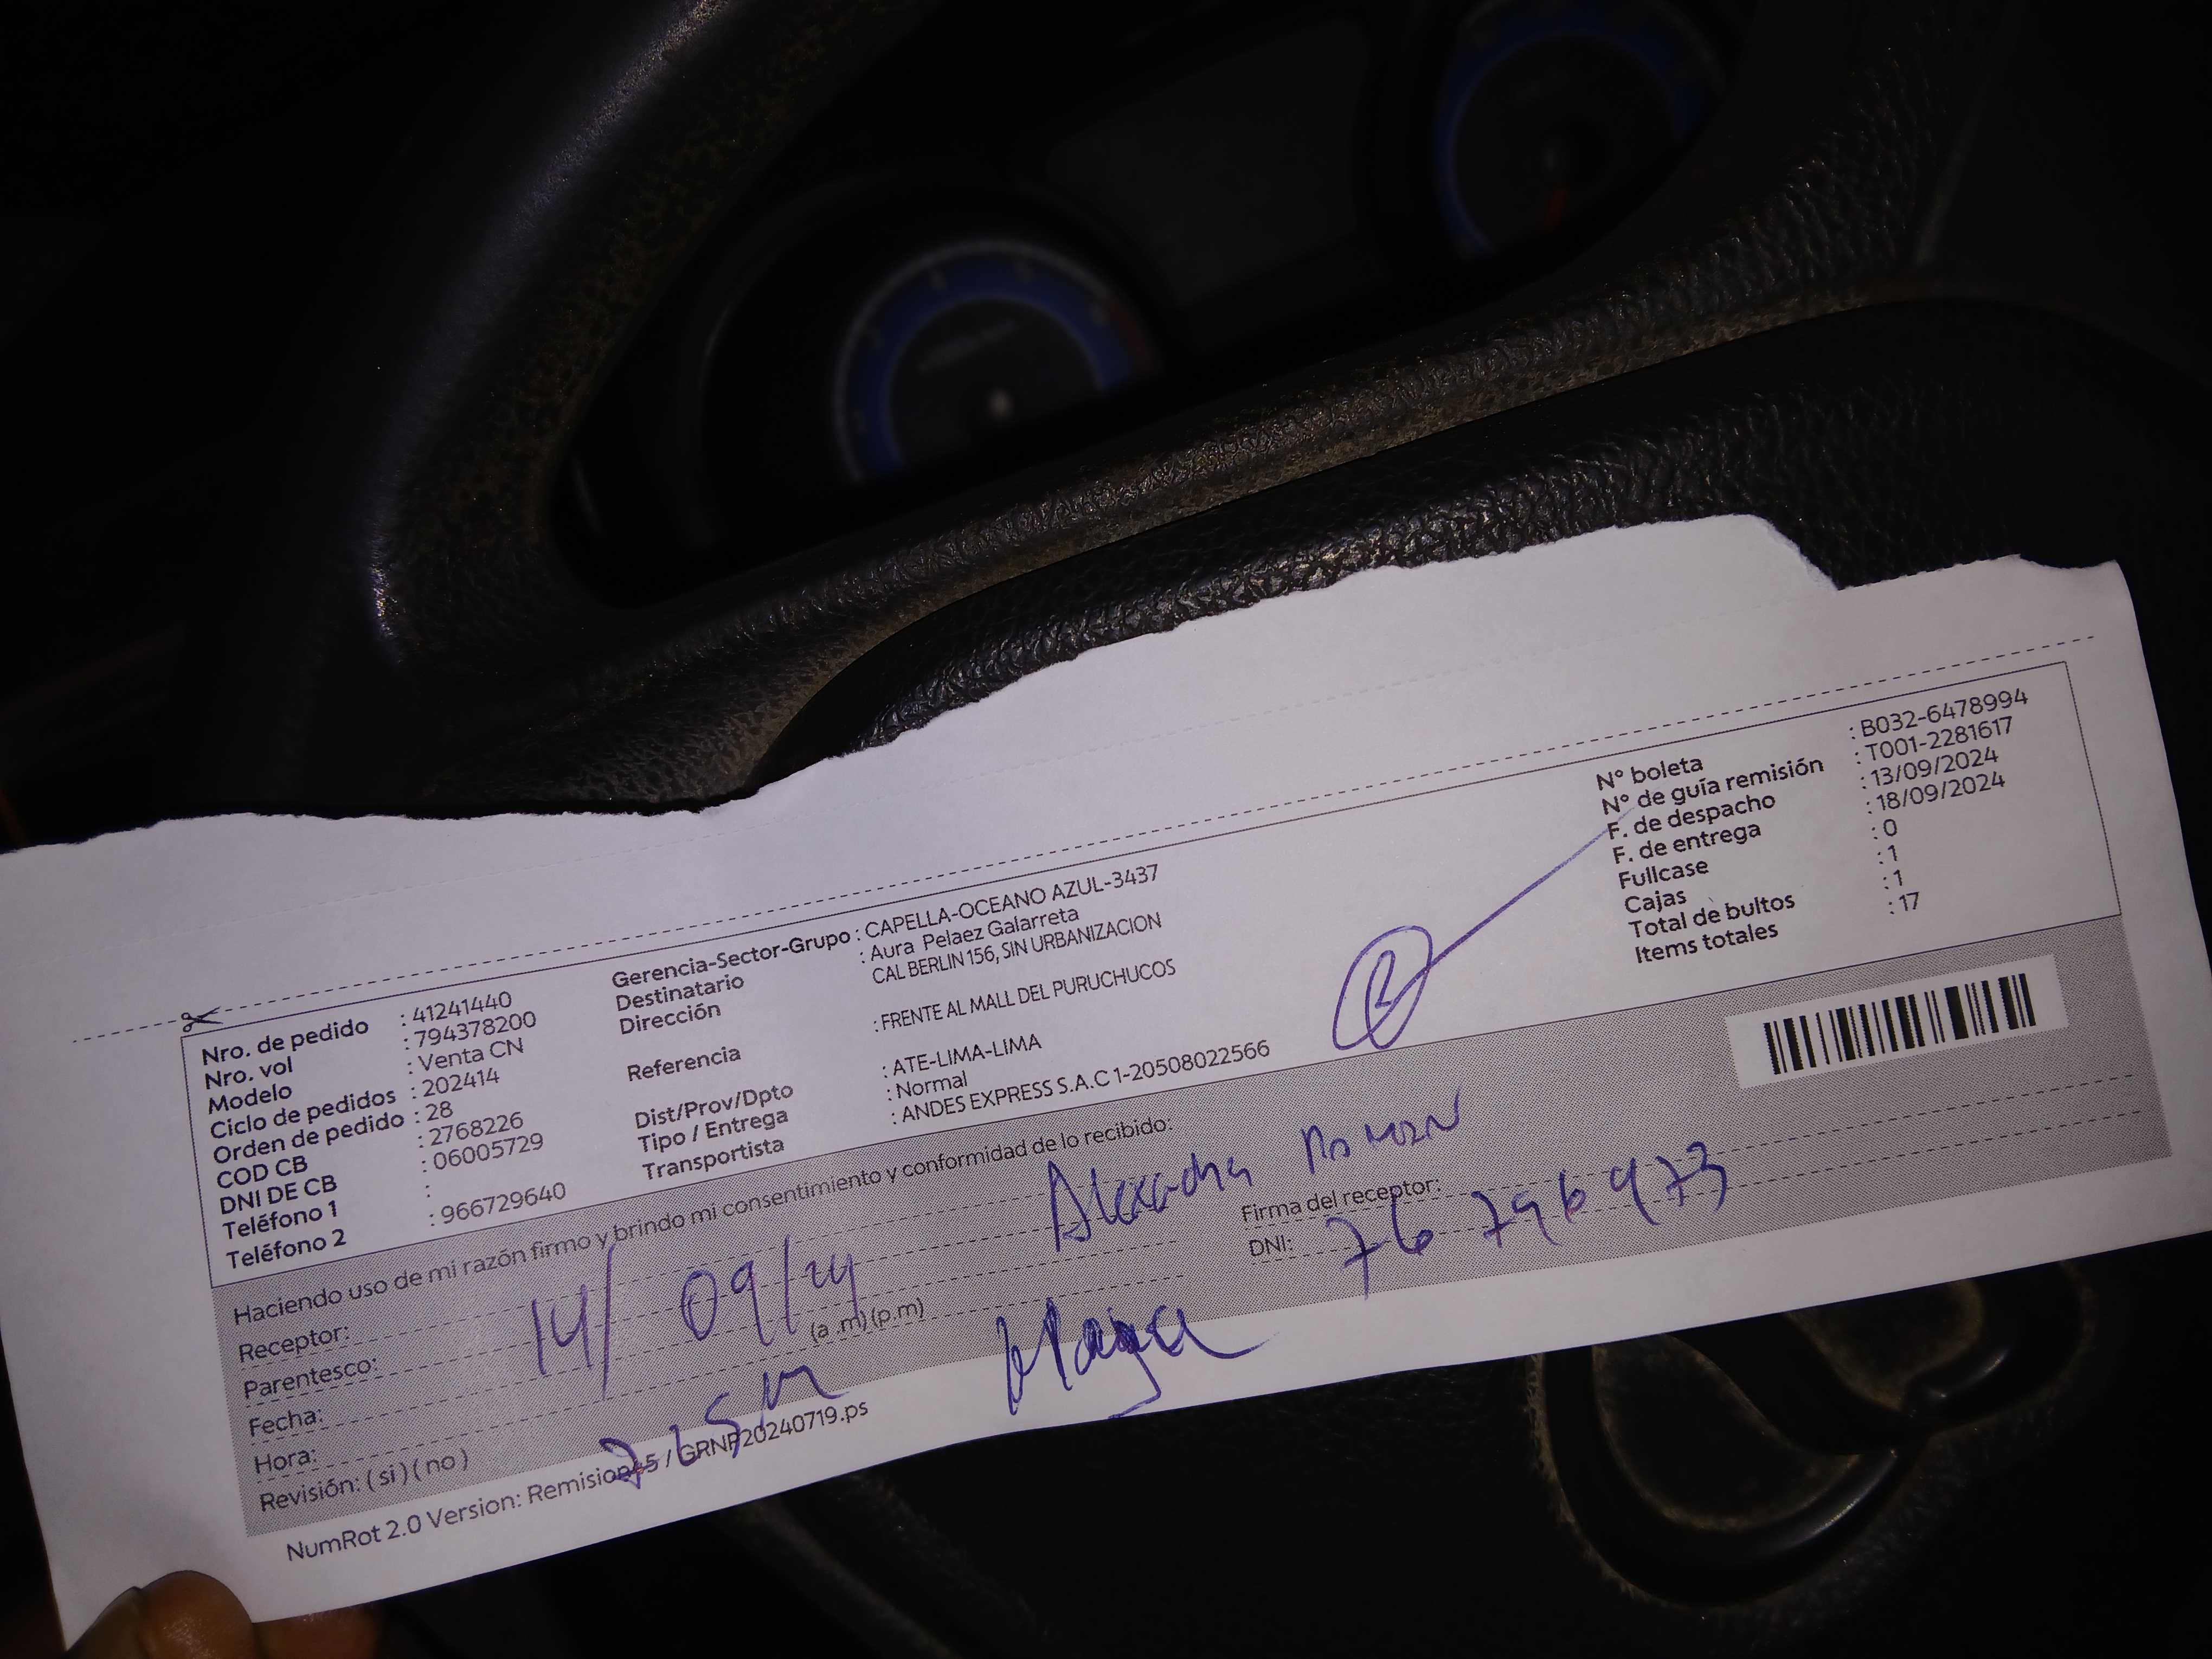 Nro. de pedido : 41241440
Nro. vol : 794378200
Modelo : Venta CN
Ciclo de pedidos : 202414
Orden de pedido : 28
COD CB : 2768226
DNI DE CB : 06005729
Teléfono 1 :
Teléfono 2 : 966729640
Gerencia-Sector-Grupo : CAPELLA-OCEANO AZUL-3437
Destinatario : Aura Pelaez Galarreta
Dirección CAL BERLIN 156, SIN URBANIZACION
Referencia : FRENTE AL MALL DEL PURUCHUCOS
Dist/Prov/Dpto : ATE-LIMA-LIMA
Tipo / Entrega : Normal
Transportista : ANDES EXPRESS S.A.C 1-20508022566
N° boleta : B032-6478994
N° de guía remisión : T001-2281617
F. de despacho : 13/09/2024
F. de entrega : 18/09/2024
Fullcase : 0
Cajas : 1
Total de bultos : 1
Items totales : 17
Haciendo uso de mi razón firmo y brindo mi consentimiento y conformidad de lo recibido:
Receptor:
Parentesco:
Fecha: 14/09/24
Hora: (a .m) (p.m)
Revisión: ( si ) ( no )
Firma del receptor:
DNI: 76796973
NumRot 2.0 Version: Remision45 / GRNP20240719.ps